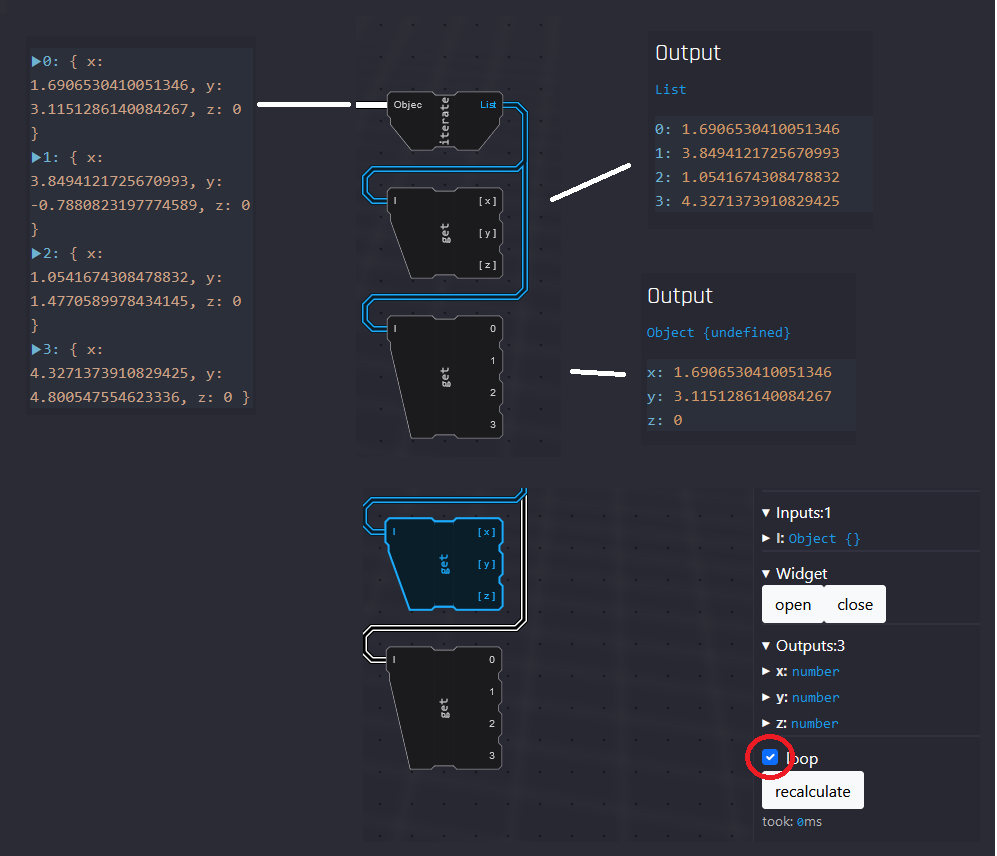 ▶0: { x:
1.6906530410051346, y:
3.1151286140084267, z: 0
}
▶1: { x:
3.8494121725670993, y:
-0.7880823197774589, z: 0
}
▶2: { x:
1.0541674308478832, y:
1.4770589978434145, z: 0
}
▶3: { x:
4.3271373910829425, y:
4.800547554623336, z: 0 }
Objec
iterate
List
I
get
[x]
[y]
[z]
I
get
0
1
2
3
Output
List
0: 1.6906530410051346
1: 3.8494121725670993
2: 1.0541674308478832
3: 4.3271373910829425
Output
Object {undefined}
x: 1.6906530410051346
y: 3.1151286140084267
z: 0
I
get
[x]
[y]
[z]
I
get
0
1
2
3
▼ Inputs:1
▶ I: Object {}
▼ Widget
open close
▼ Outputs:3
▶ x: number
▶ y: number
▶ z: number
loop
recalculate
took: 0ms